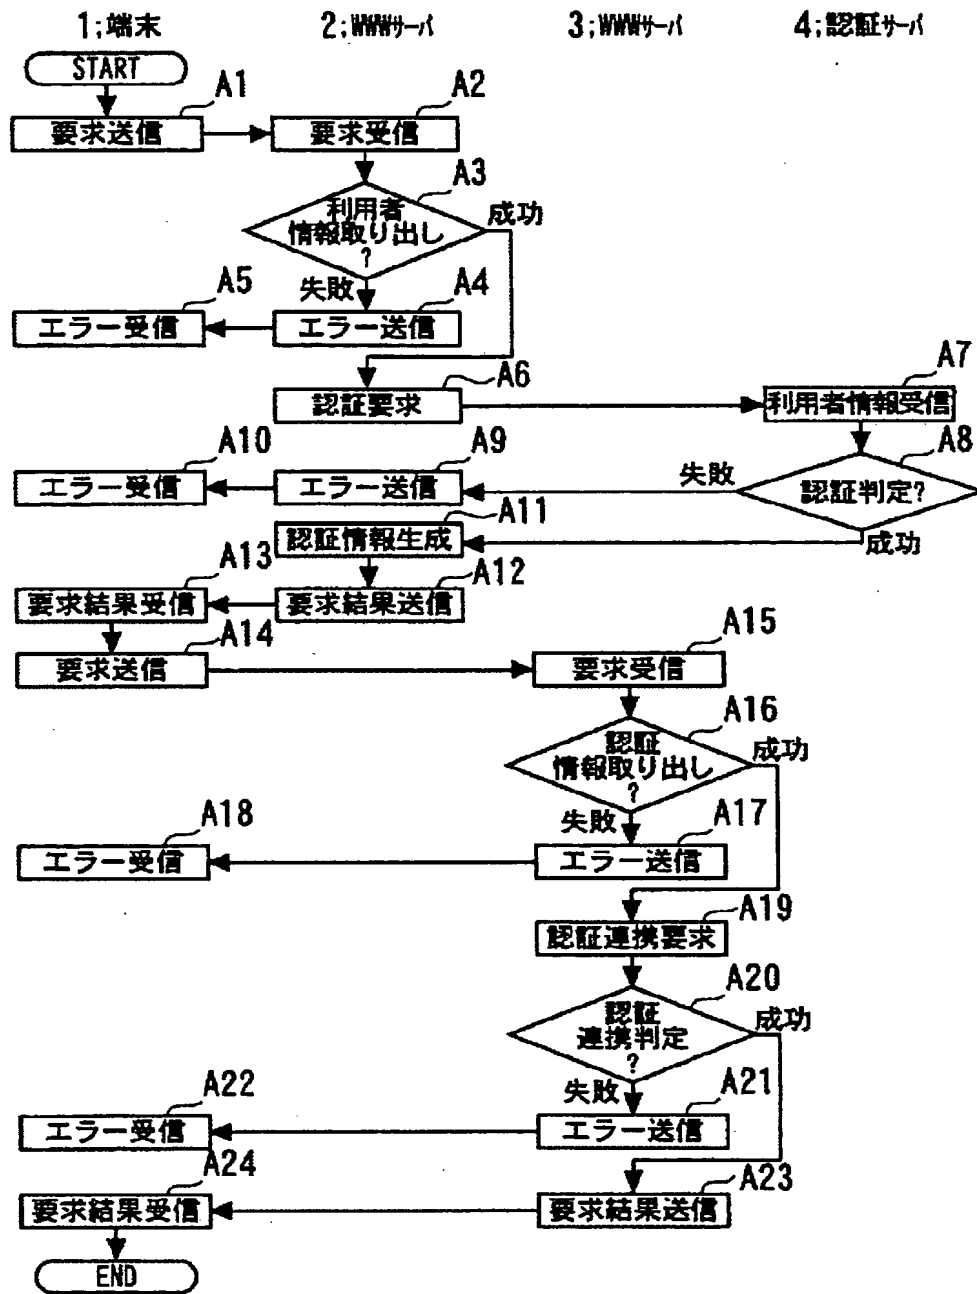 1;端末 2;WWWサーバ 3;WWWサーバ 4;認証サーバ
START
A1 A2
要求送信 要求受信
A3
利用者
情報取り出し
?
成功
失敗
A5 A4
エラー受信 エラー送信
A6 A7
認証要求 利用者情報受信
A10 A9 A8
エラー受信 エラー送信 失敗 認証判定?
A11
認証情報生成 成功
A13 A12
要求結果受信 要求結果送信
A14 A15
要求送信 要求受信
A16
認証
情報取り出し
?
成功
失敗
A18 A17
エラー受信 エラー送信
A19
認証連携要求
A20
認証
連携判定
?
成功
失敗
A22 A21
エラー受信 エラー送信
A24 A23
要求結果受信 要求結果送信
END